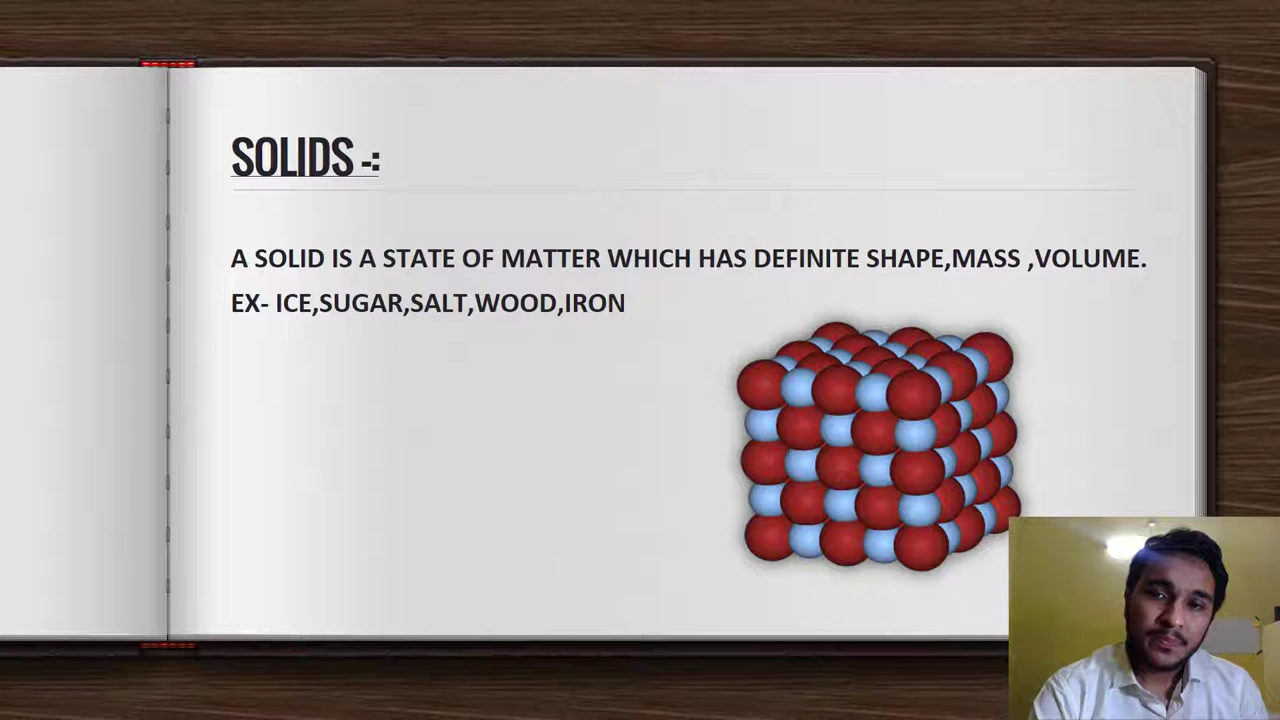 SOLIDS -:
A SOLID IS A STATE OF MATTER WHICH HAS DEFINITE SHAPE,MASS ,VOLUME.
EX- ICE,SUGAR,SALT,WOOD,IRON